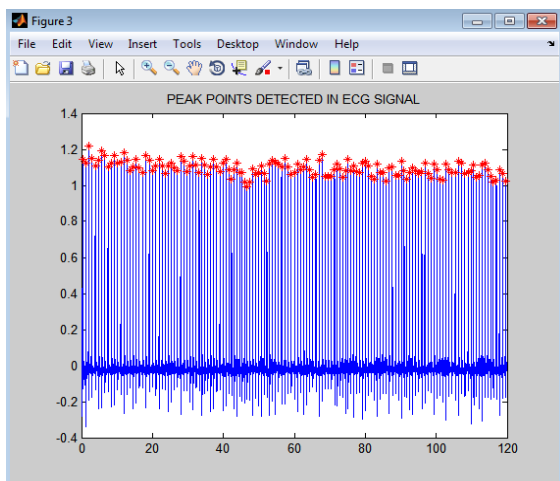 Figure 3
File Edit View Insert Tools Desktop Window Help
PEAK POINTS DETECTED IN ECG SIGNAL
1.4
1.2
1
0.8
0.6
0.4
0.2
0
-0.2
-0.4
0 20 40 60 80 100 120